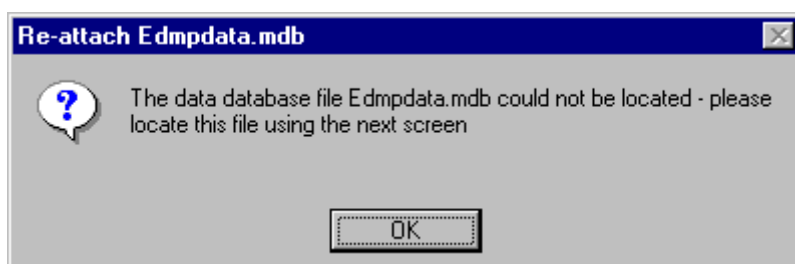 Re-attach Edmpdata.mdb
The data database file Edmpdata.mdb could not be located - please
locate this file using the next screen
OK